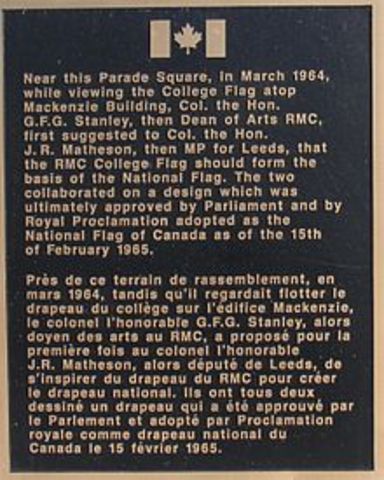 Near this Parade Square, in March 1964,
while viewing the College Flag atop
Mackenzie Building, Col. the Hon.
G.F.G. Stanley, then Dean of Arts RMC,
first suggested to Col. the Hon.
J.R. Matheson, then MP for Leeds, that
the RMC College Flag should form the
basis of the National Flag. The two
collaborated on a design which was
ultimately approved by Parliament and by
Royal Proclamation adopted as the
National Flag of Canada as of the 15th
of February 1965.
Près de ce terrain de rassemblement, en
mars 1964, tandis qu'il regardait flotter le
drapeau du collège sur l'édifice Mackenzie,
le colonel l'honorable G.F.G. Stanley, alors
doyen des arts au RMC, a proposé pour la
première fois au colonel l'honorable
J.R. Matheson, alors député de Leeds, de
s'inspirer du drapeau du RMC pour créer
le drapeau national. Ils ont tous deux
dessiné un drapeau qui a été approuvé par
le Parlement et adopté par Proclamation
royale comme drapeau national du
Canada le 15 février 1965.